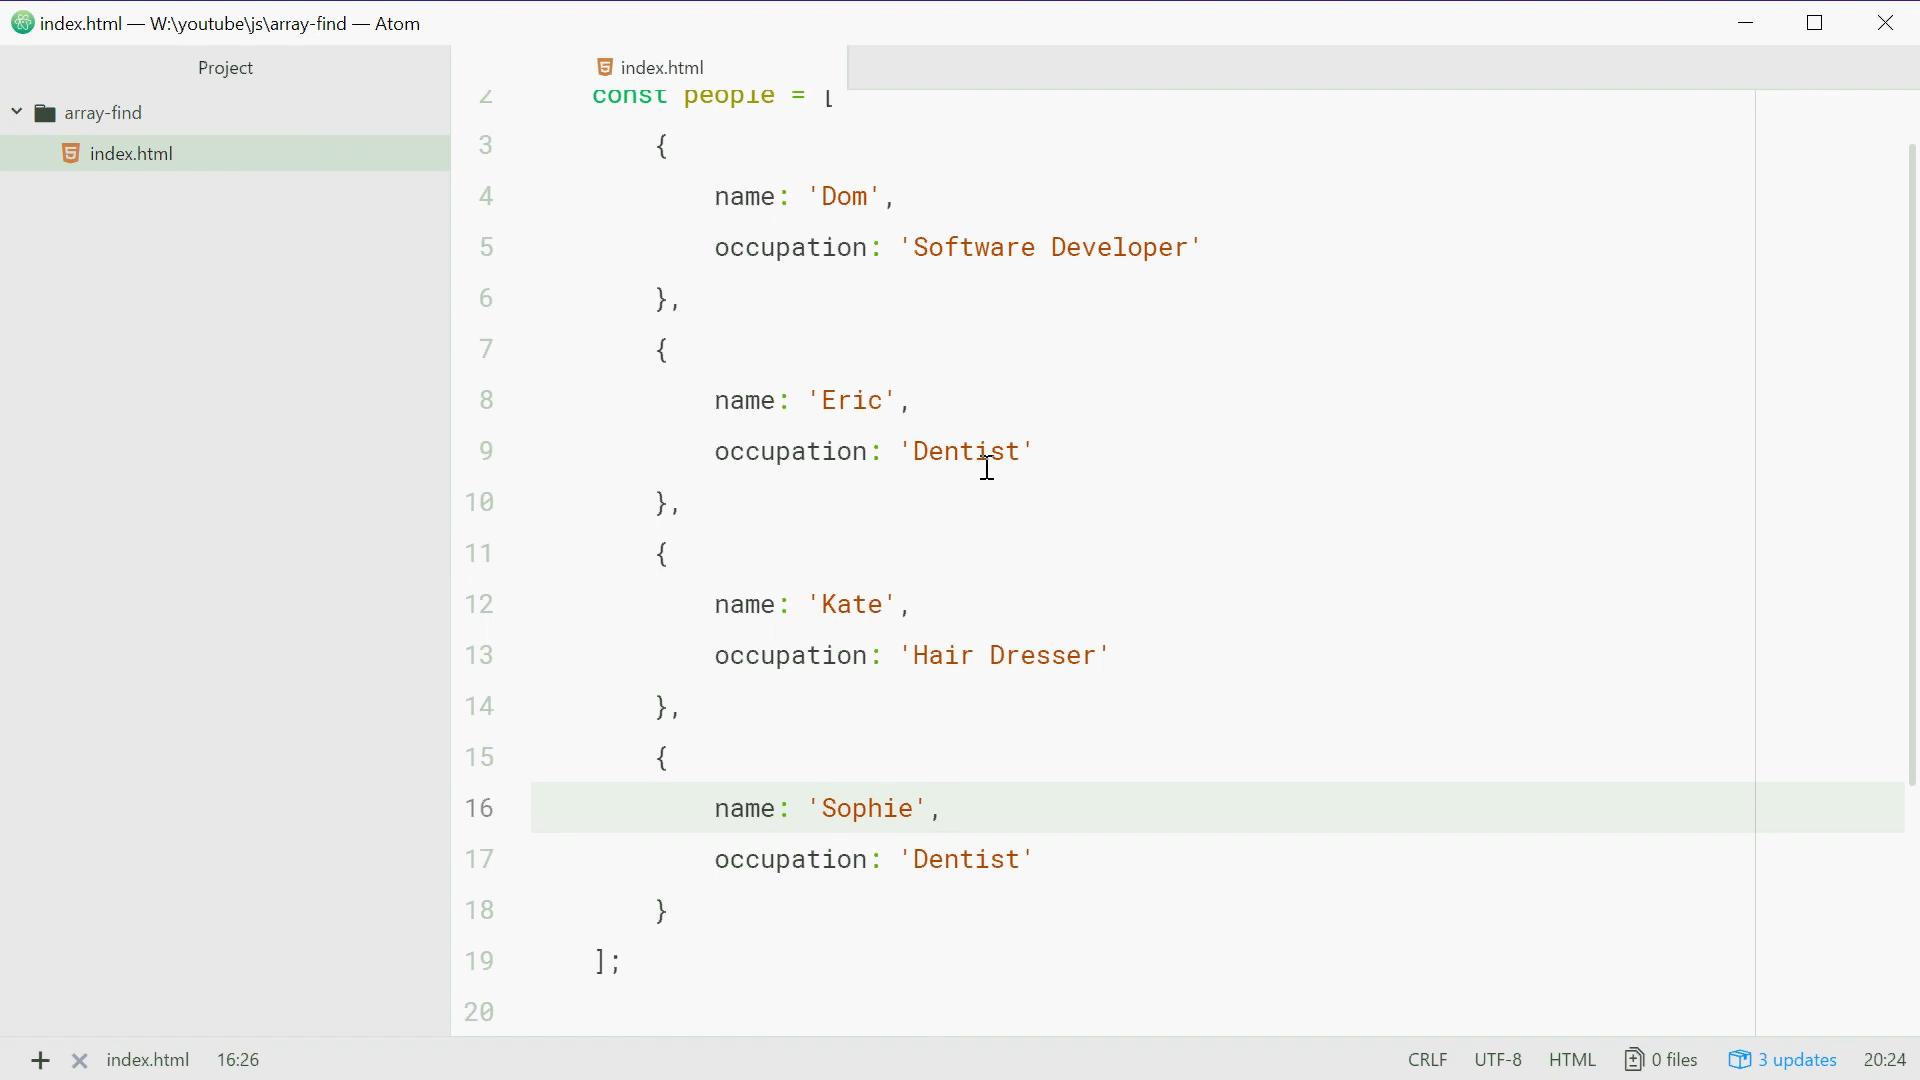 index.html — W:\youtube\js\array-find — Atom
Project
array-find
index.html
index.html
2 const people = [
3 {
4 name: 'Dom',
5 occupation: 'Software Developer'
6 },
7 {
8 name: 'Eric',
9 occupation: 'Dentist'
10 },
11 {
12 name: 'Kate',
13 occupation: 'Hair Dresser'
14 },
15 {
16 name: 'Sophie',
17 occupation: 'Dentist'
18 }
19 ];
20
index.html 16:26 CRLF UTF-8 HTML 0 files 3 updates 20:24